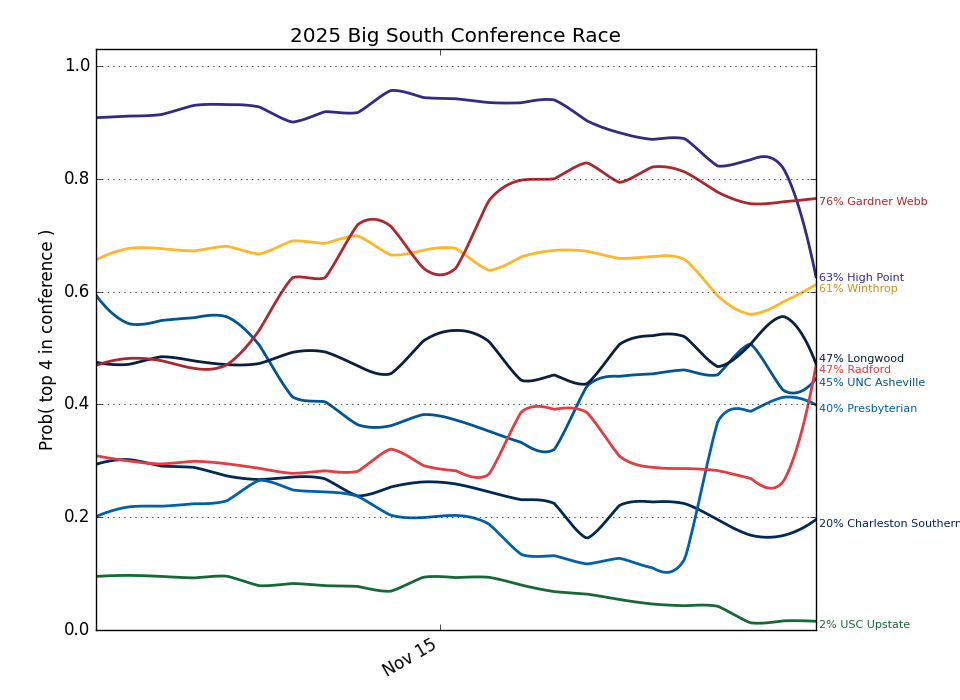 2025 Big South Conference Race
Prob( top 4 in conference )
1.0
0.8
0.6
0.4
0.2
0.0
Nov 15
76% Gardner Webb
63% High Point
61% Winthrop
47% Longwood
47% Radford
45% UNC Asheville
40% Presbyterian
20% Charleston Southern
2% USC Upstate